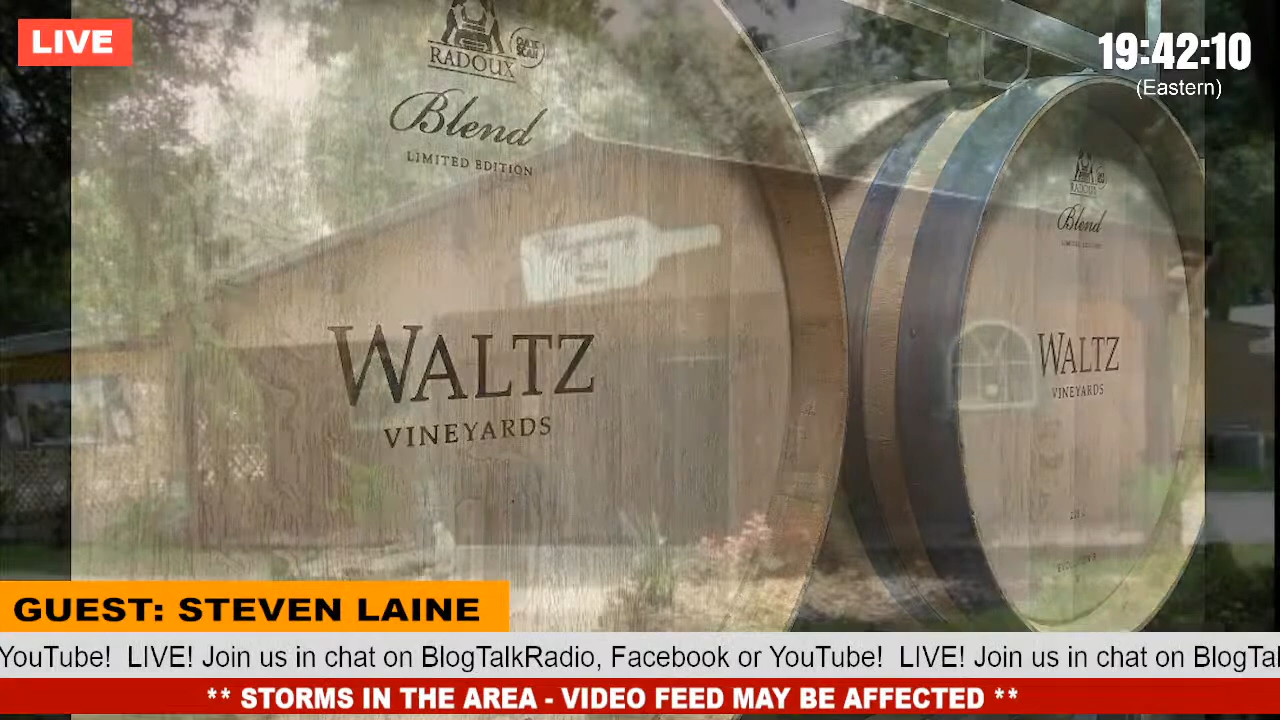 LIVE
19:42:10
(Eastern)
RADOUX
Blend
LIMITED EDITION
WALTZ
VINEYARDS
RADOUX
Blend
LIMITED EDITION
WALTZ
VINEYARDS
GUEST: STEVEN LAINE
YouTube! LIVE! Join us in chat on BlogTalkRadio, Facebook or YouTube! LIVE! Join us in chat on BlogTal
** STORMS IN THE AREA - VIDEO FEED MAY BE AFFECTED **